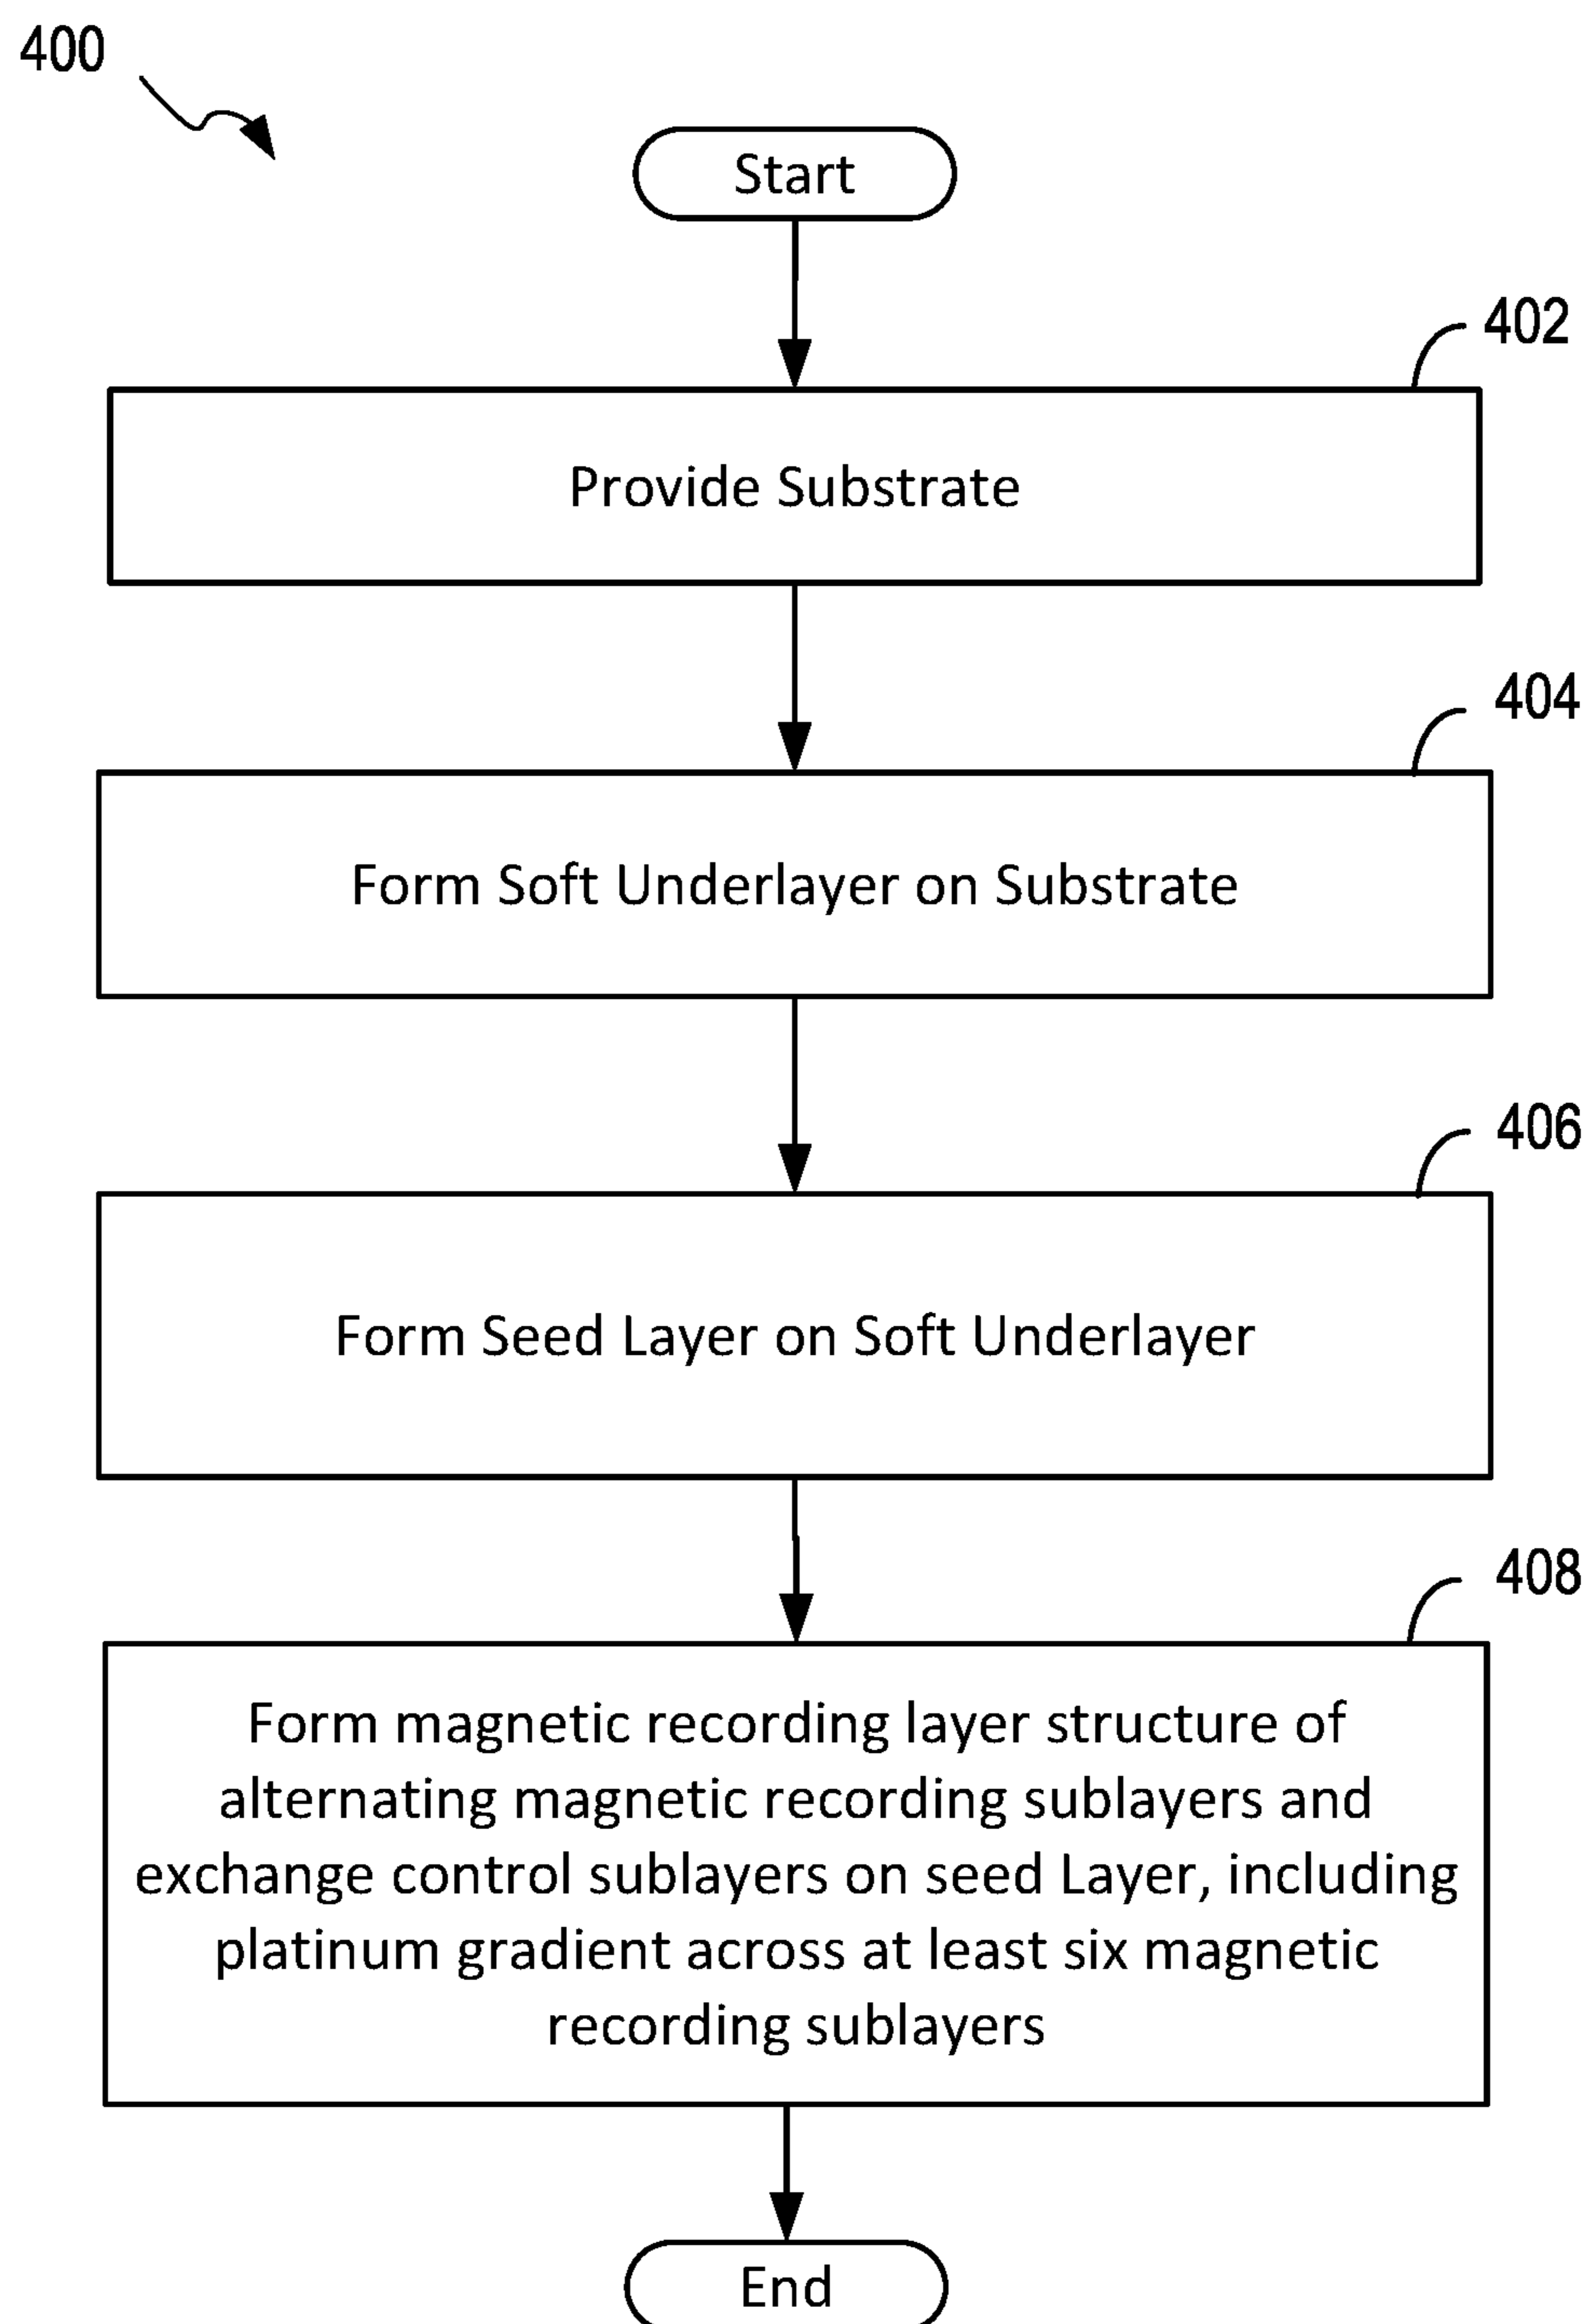 400
Start
402
Provide Substrate
404
Form Soft Underlayer on Substrate
406
Form Seed Layer on Soft Underlayer
408
Form magnetic recording layer structure of
alternating magnetic recording sublayers and
exchange control sublayers on seed Layer, including
platinum gradient across at least six magnetic
recording sublayers
End